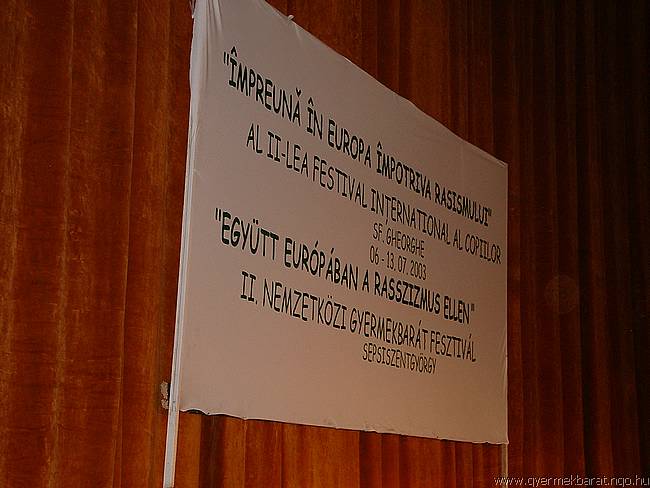 "ÎMPREUNĂ ÎN EUROPA ÎMPOTRIVA RASISMULUI"
AL II-LEA FESTIVAL INTERNAȚIONAL AL COPIILOR
SF. GHEORGHE
06 - 13. 07. 2003
"EGYÜTT EURÓPÁBAN A RASSZIZMUS ELLEN"
II. NEMZETKÖZI GYERMEKBARÁT FESZTIVÁL
SEPSISZENTGYÖRGY
www.gyermekbarat.ngo.hu